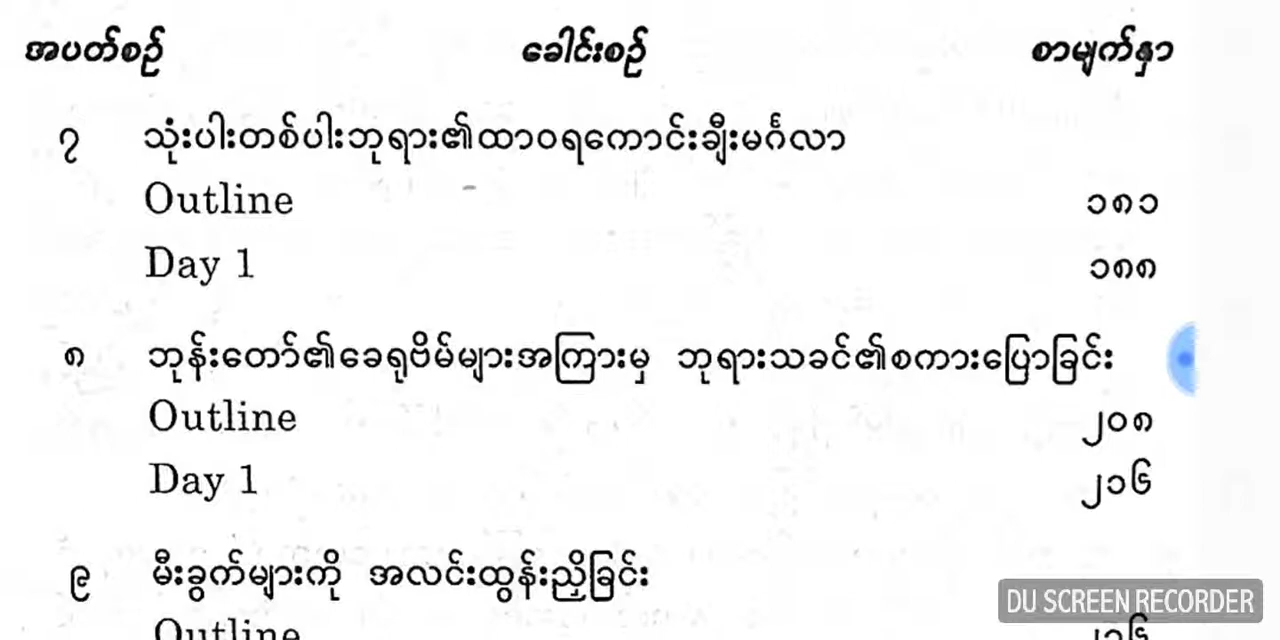 အပတ်စဉ် ခေါင်းစဉ် စာမျက်နှာ
၇ သုံးပါးတစ်ပါးဘုရား၏ထာဝရကောင်းချီးမင်္ဂလာ
Outline ၁၈၁
Day 1 ၁၈၈
၈ ဘုန်းတော်၏ခေရုဗိမ်များအကြားမှ ဘုရားသခင်၏စကားပြောခြင်း
Outline ၂၀၈
Day 1 ၂၁၆
၉ မီးခွက်များကို အလင်းထွန်းညှိခြင်း
Outline
DU SCREEN RECORDER